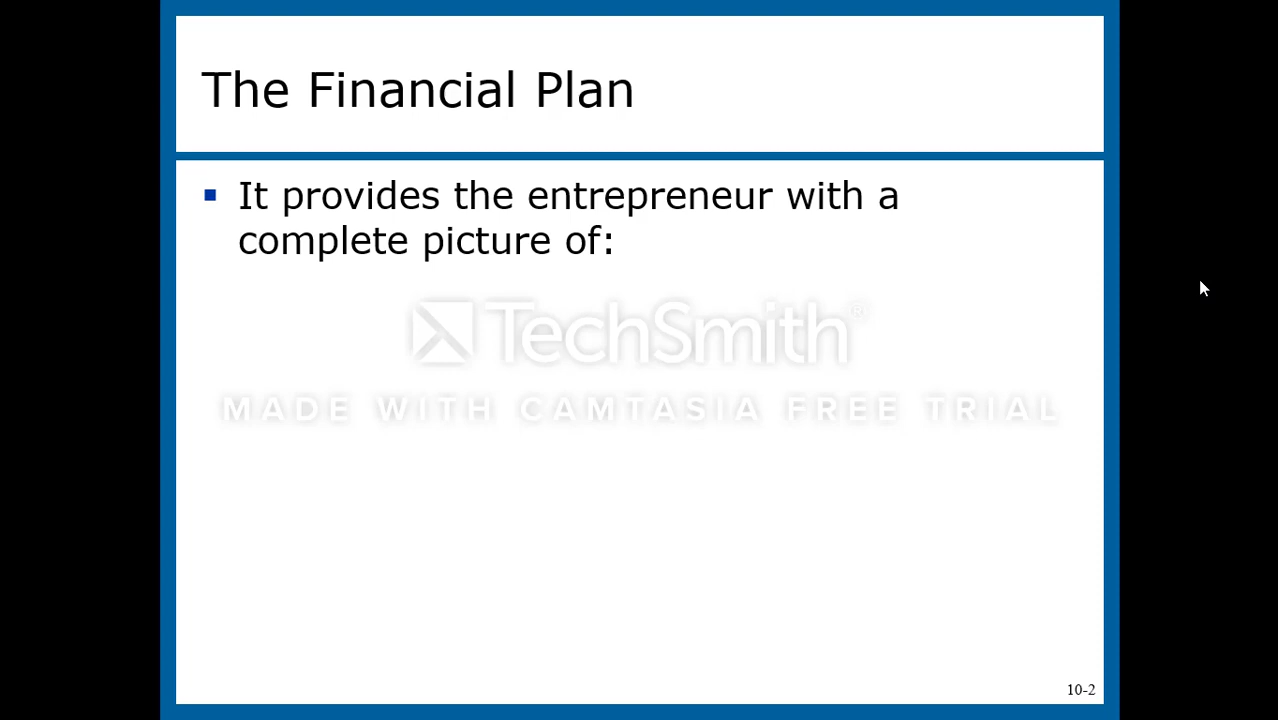 The Financial Plan
▪ It provides the entrepreneur with a
complete picture of:
TechSmith®
MADE WITH CAMTASIA FREE TRIAL
10-2